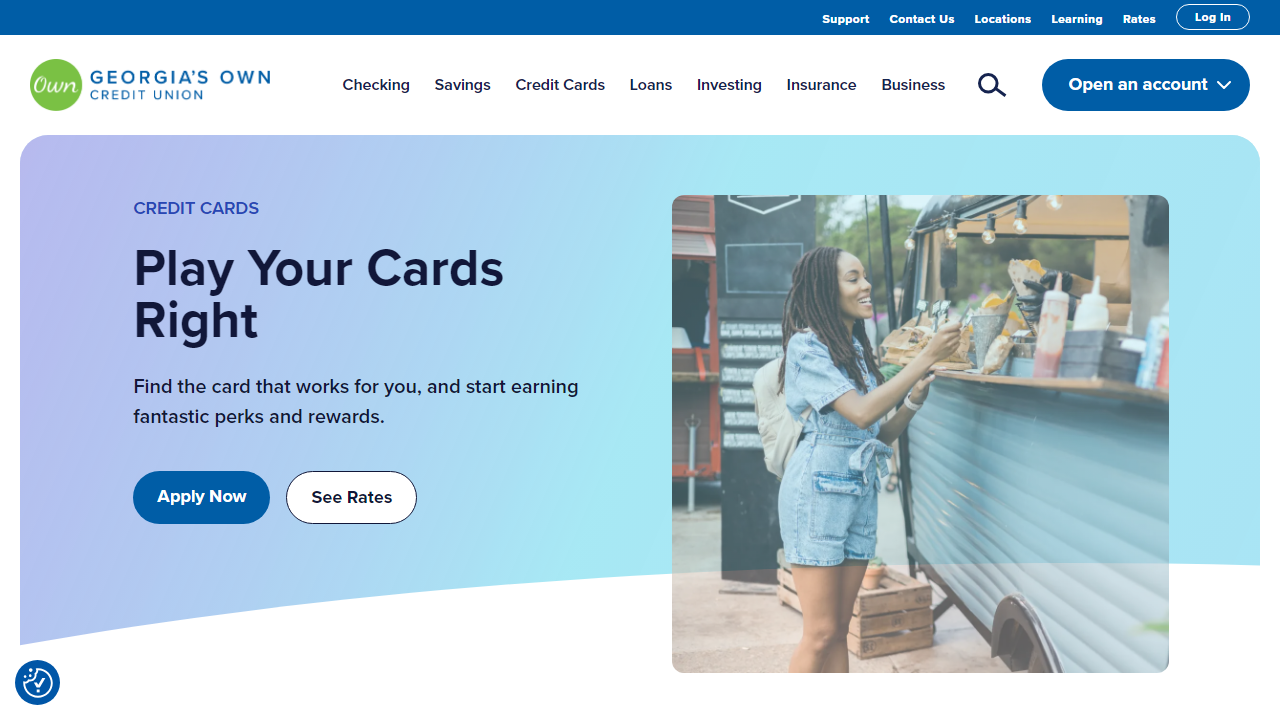 Support Contact Us Locations Learning Rates Log In
Own GEORGIA'S OWN
CREDIT UNION
Checking Savings Credit Cards Loans Investing Insurance Business Open an account
CREDIT CARDS
Play Your Cards
Right
Find the card that works for you, and start earning
fantastic perks and rewards.
Apply Now See Rates